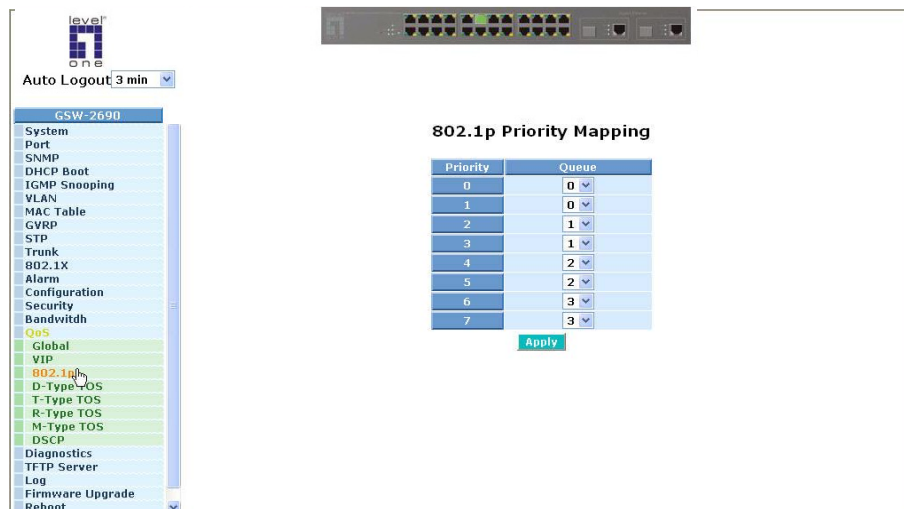 level
one
Auto Logout 3 min
GSW-2690
System
Port
SNMP
DHCP Boot
IGMP Snooping
VLAN
MAC Table
GVRP
STP
Trunk
802.1X
Alarm
Configuration
Security
Bandwitdh
QoS
Global
VIP
802.1p
D-Type TOS
T-Type TOS
R-Type TOS
M-Type TOS
DSCP
Diagnostics
TFTP Server
Log
Firmware Upgrade
Reboot
802.1p Priority Mapping
Priority Queue
0 0
1 0
2 1
3 1
4 2
5 2
6 3
7 3
Apply